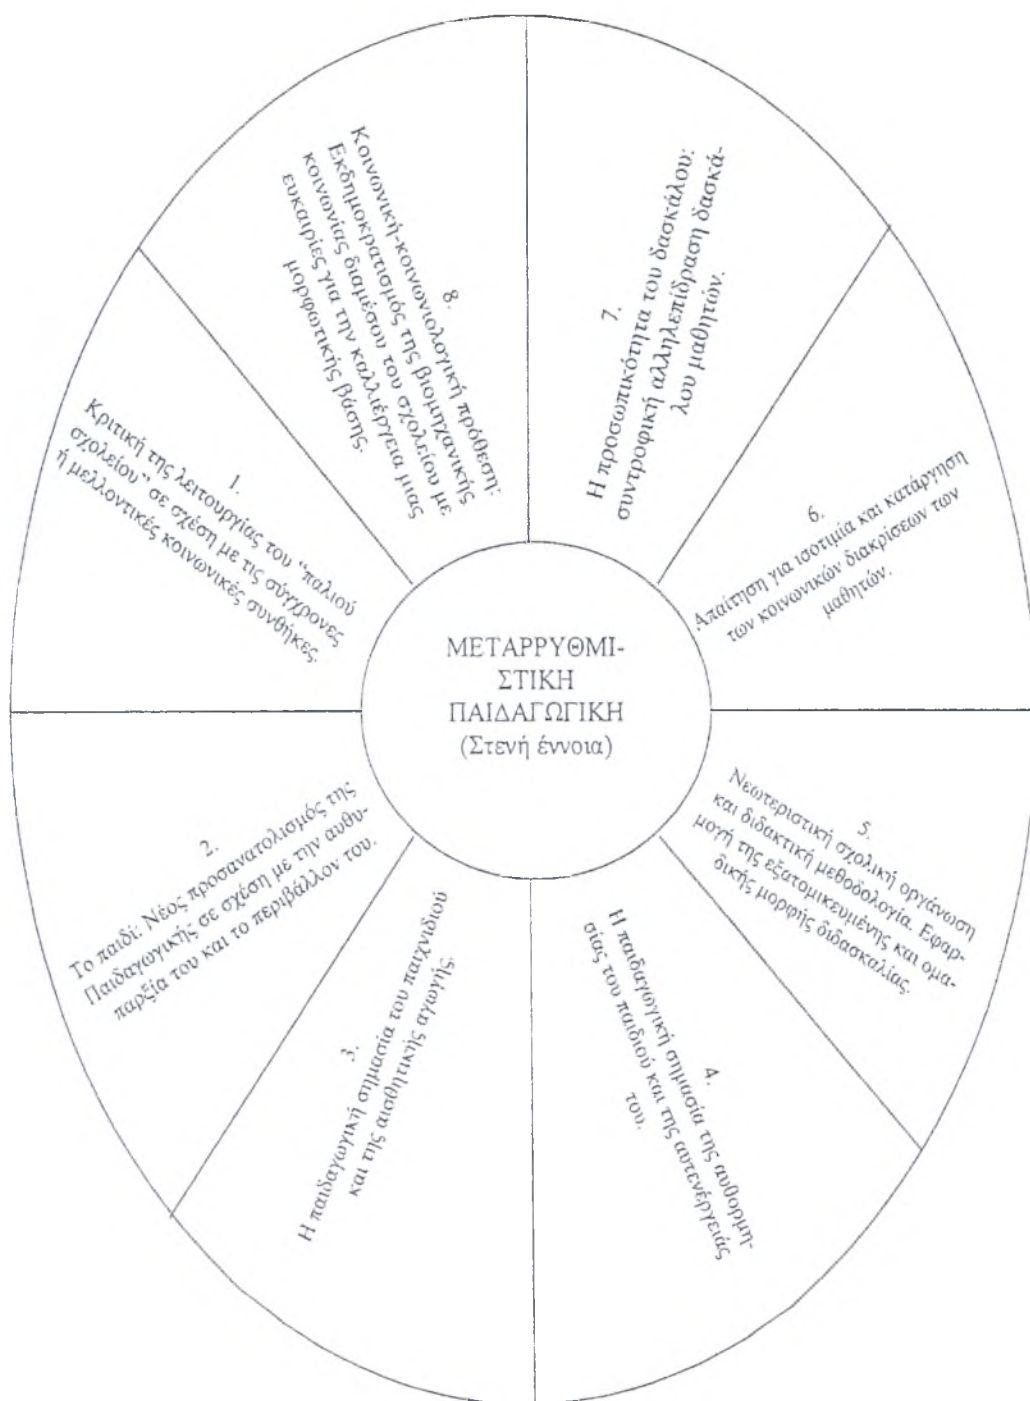 ΜΕΤΑΡΡΥΘΜΙ-
ΣΤΙΚΗ
ΠΑΙΔΑΓΩΓΙΚΗ
(Στενή έννοια)
1.
Κριτική της λειτουργίας του "παλιού
σχολείου" σε σχέση με τις σύγχρονες
ή μελλοντικές κοινωνικές συνθήκες.
2.
Το παιδί: Νέος προσανατολισμός της
Παιδαγωγικής σε σχέση με την αυθυ-
παρξία του και το περιβάλλον του.
3.
Η παιδαγωγική σημασία του παιχνιδιού
και της αισθητικής αγωγής.
4.
Η παιδαγωγική σημασία της αυθορμη-
σίας του παιδιού και της αυτενέργειάς
του.
5.
Νεωτεριστική σχολική οργάνωση
και διδακτική μεθοδολογία. Εφαρ-
μογή της εξατομικευμένης και ομα-
δικής μορφής διδασκαλίας.
6.
Απαίτηση για ισοτιμία και κατάργηση
των κοινωνικών διακρίσεων των
μαθητών.
7.
Η προσωπικότητα του δασκάλου:
συντροφική αλληλεπίδραση δασκά-
λου μαθητών.
8.
Κοινωνική-κοινωνιολογική πρόθεση:
Εκδημοκρατισμός της βιομηχανικής
κοινωνίας διαμέσου του σχολείου με
ευκαιρίες για την καλλιέργεια μιας
μορφωτικής βάσης.